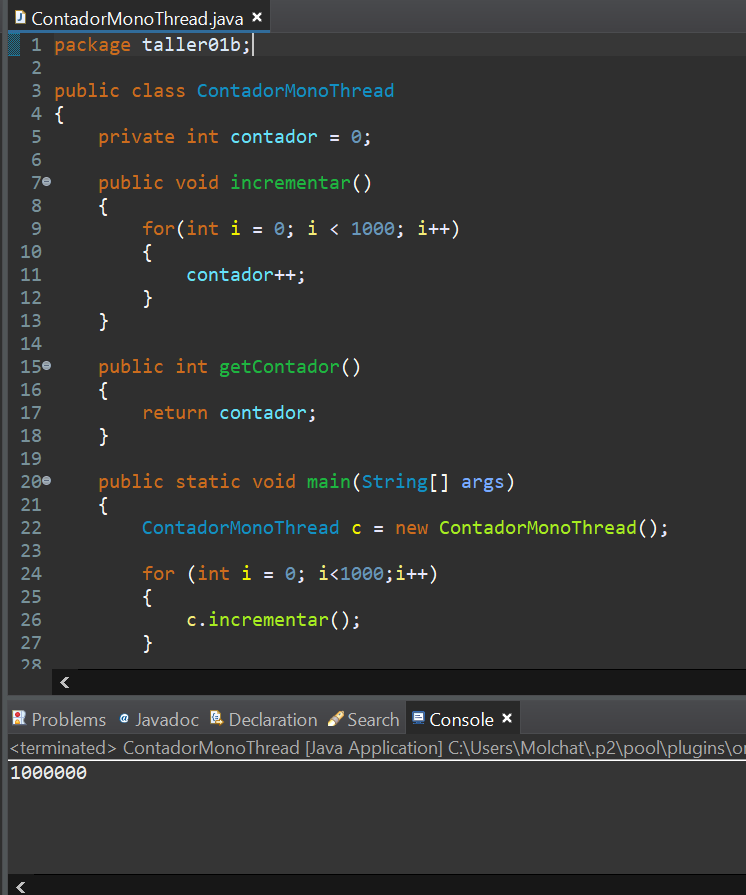 ContadorMonoThread.java ×
1 package taller01b;
2
3 public class ContadorMonoThread
4 {
5     private int contador = 0;
6
7     public void incrementar()
8     {
9         for(int i = 0; i < 1000; i++)
10         {
11             contador++;
12         }
13     }
14
15     public int getContador()
16     {
17         return contador;
18     }
19
20     public static void main(String[] args)
21     {
22         ContadorMonoThread c = new ContadorMonoThread();
23
24         for (int i = 0; i<1000;i++)
25         {
26             c.incrementar();
27         }
28
Problems @ Javadoc Declaration Search Console ×
<terminated> ContadorMonoThread [Java Application] C:\Users\Molchat\.p2\pool\plugins\o
1000000